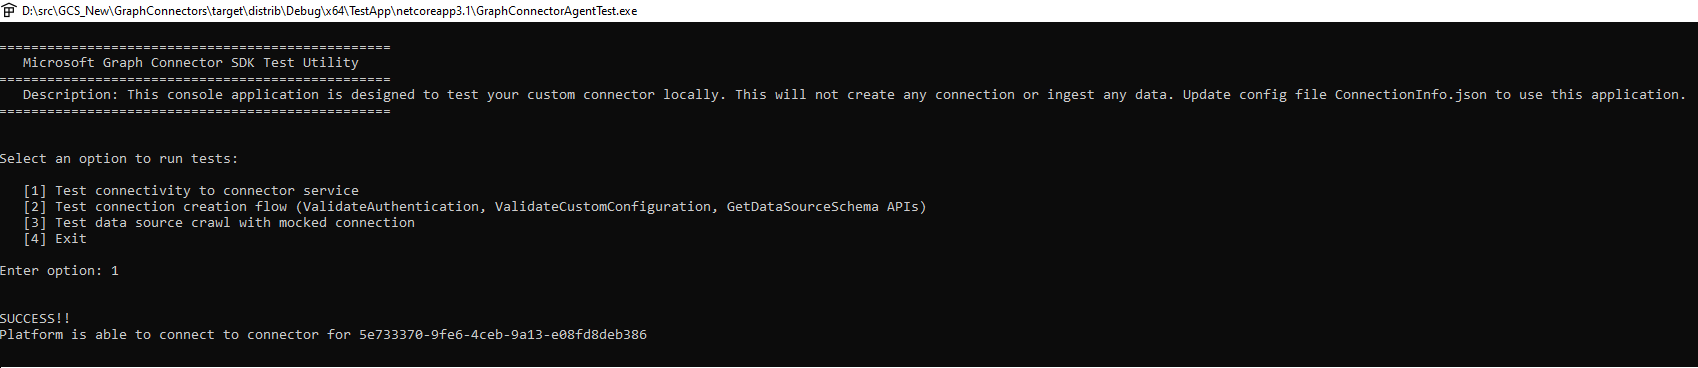 D:\src\GCS_New\GraphConnectors\target\distrib\Debug\x64\TestApp\netcoreapp3.1\GraphConnectorAgentTest.exe
=================================================
Microsoft Graph Connector SDK Test Utility
=================================================
Description: This console application is designed to test your custom connector locally. This will not create any connection or ingest any data. Update config file ConnectionInfo.json to use this application.
=================================================
Select an option to run tests:
[1] Test connectivity to connector service
[2] Test connection creation flow (ValidateAuthentication, ValidateCustomConfiguration, GetDataSourceSchema APIs)
[3] Test data source crawl with mocked connection
[4] Exit
Enter option: 1
SUCCESS!!
Platform is able to connect to connector for 5e733370-9fe6-4ceb-9a13-e08fd8deb386